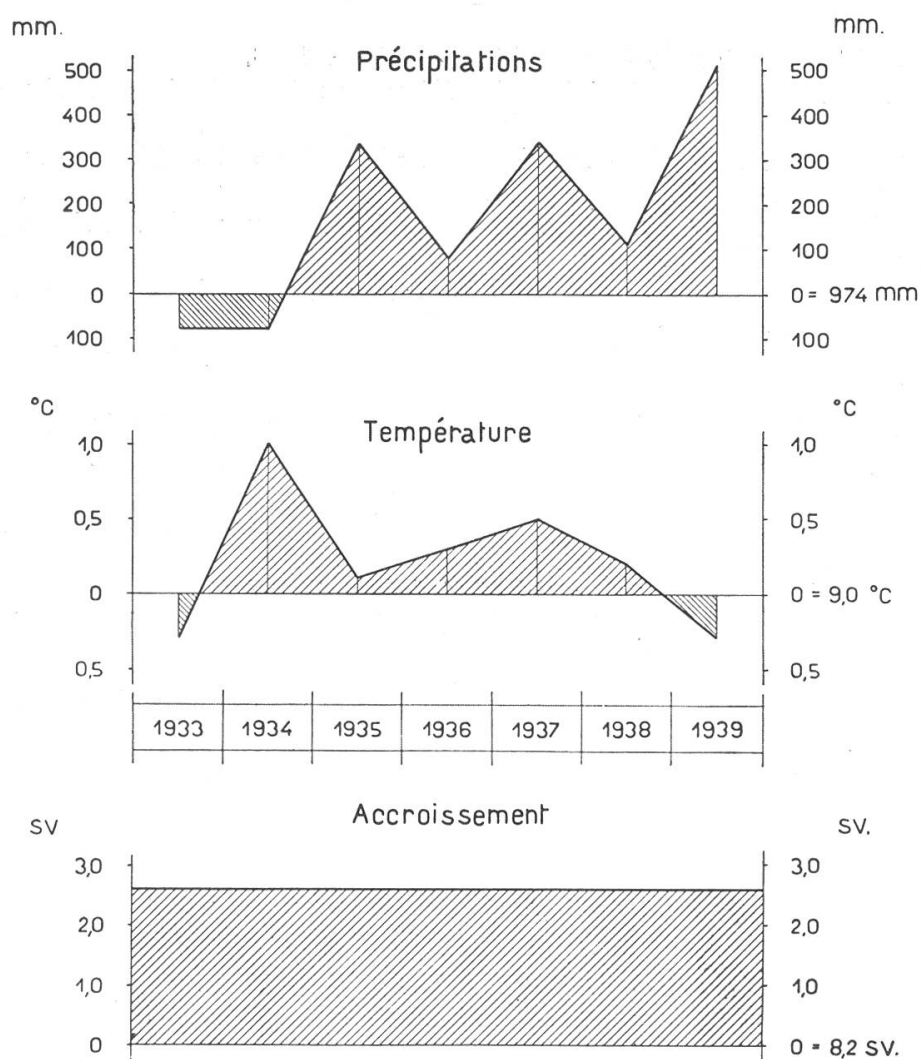 mm. mm.
Précipitations
500 500
400 400
300 300
200 200
100 100
0 0 = 974 mm
100 100
°C °C
Température
1,0 1,0
0,5 0,5
0 0 = 9,0 °C
0,5 0,5
1933 1934 1935 1936 1937 1938 1939
Accroissement
SV SV.
3,0 3,0
2,0 2,0
1,0 1,0
0 0 = 8,2 SV.